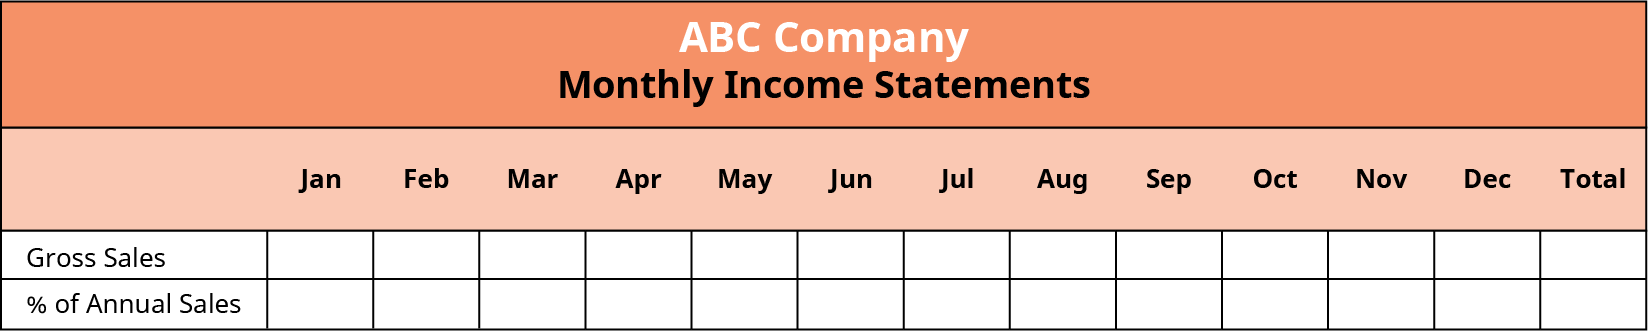 ABC Company
Monthly Income Statements
Jan Feb Mar Apr May Jun Jul Aug Sep Oct Nov Dec Total
Gross Sales
% of Annual Sales